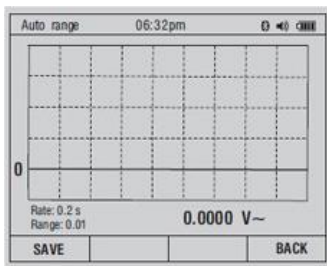 Auto range 06:32pm
0
Rate: 0.2 s
Range: 0.01
0.0000 V~
SAVE BACK